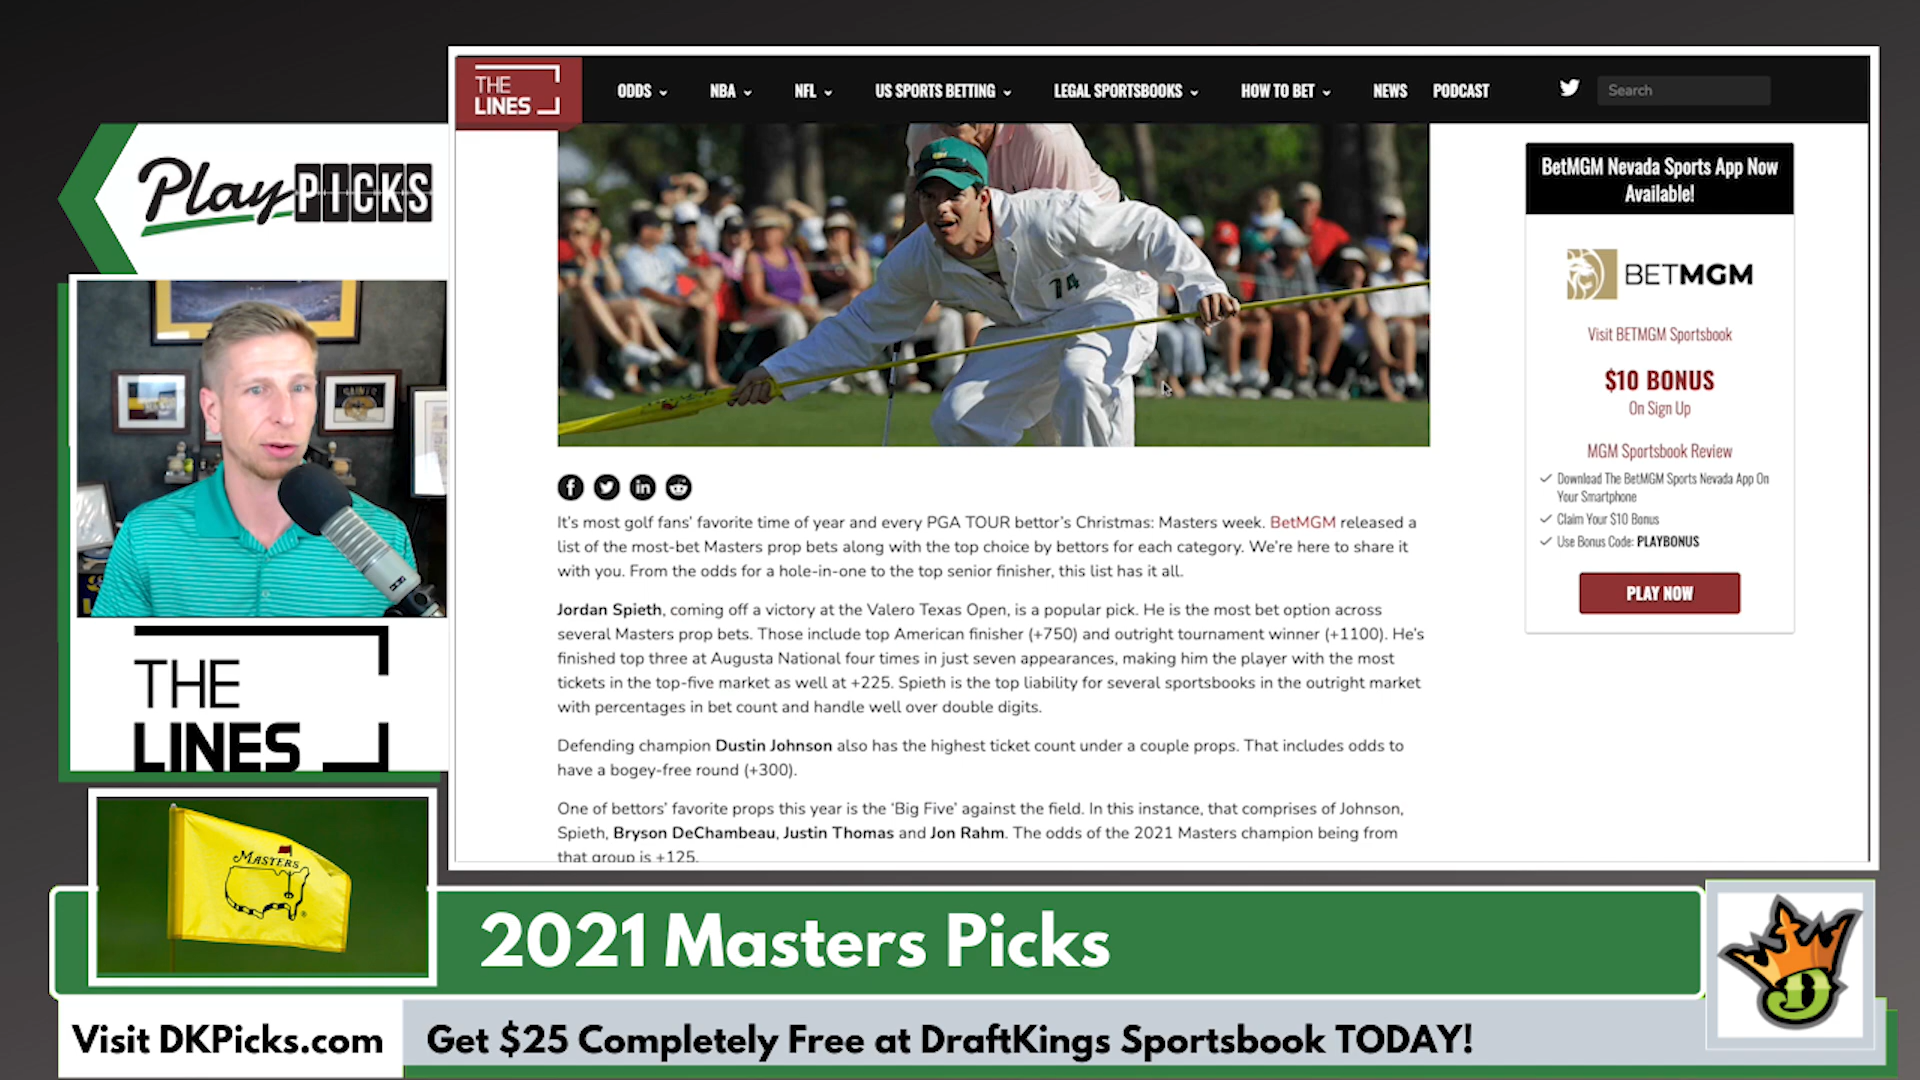 THE
LINES
ODDS
NBA
NFL
US SPORTS BETTING
LEGAL SPORTSBOOKS
HOW TO BET
NEWS
PODCAST
Search
Play PICKS
14
BetMGM Nevada Sports App Now
Available!
BETMGM
Visit BETMGM Sportsbook
$10 BONUS
On Sign Up
MGM Sportsbook Review
Download The BetMGM Sports Nevada App On
Your Smartphone
Claim Your $10 Bonus
Use Bonus Code: PLAYBONUS
PLAY NOW
It's most golf fans' favorite time of year and every PGA TOUR bettor's Christmas: Masters week. BetMGM released a
list of the most-bet Masters prop bets along with the top choice by bettors for each category. We're here to share it
with you. From the odds for a hole-in-one to the top senior finisher, this list has it all.
Jordan Spieth, coming off a victory at the Valero Texas Open, is a popular pick. He is the most bet option across
several Masters prop bets. Those include top American finisher (+750) and outright tournament winner (+1100). He's
finished top three at Augusta National four times in just seven appearances, making him the player with the most
tickets in the top-five market as well at +225. Spieth is the top liability for several sportsbooks in the outright market
with percentages in bet count and handle well over double digits.
Defending champion Dustin Johnson also has the highest ticket count under a couple props. That includes odds to
have a bogey-free round (+300).
One of bettors' favorite props this year is the 'Big Five' against the field. In this instance, that comprises of Johnson,
Spieth, Bryson DeChambeau, Justin Thomas and Jon Rahm. The odds of the 2021 Masters champion being from
that group is +125.
THE
LINES
MASTERS
2021 Masters Picks
D
Visit DKPicks.com
Get $25 Completely Free at DraftKings Sportsbook TODAY!